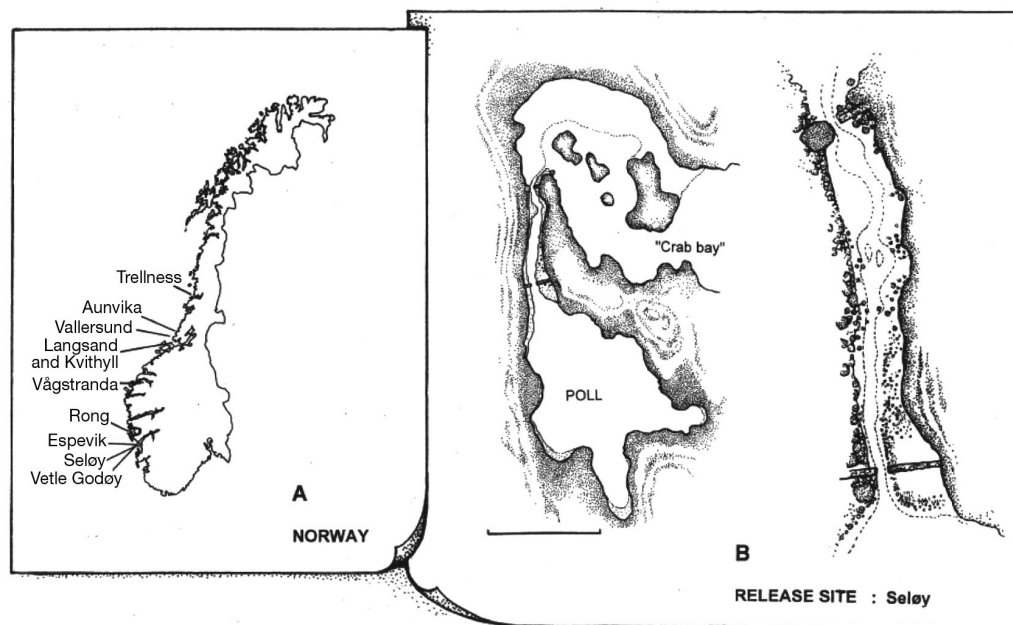 Trellness
Aunvika
Vallersund
Langsand
and Kvithyll
Vågstranda
Rong
Espevik
Seløy
Vetle Godøy
A
NORWAY
"Crab bay"
POLL
B
RELEASE SITE : Seløy